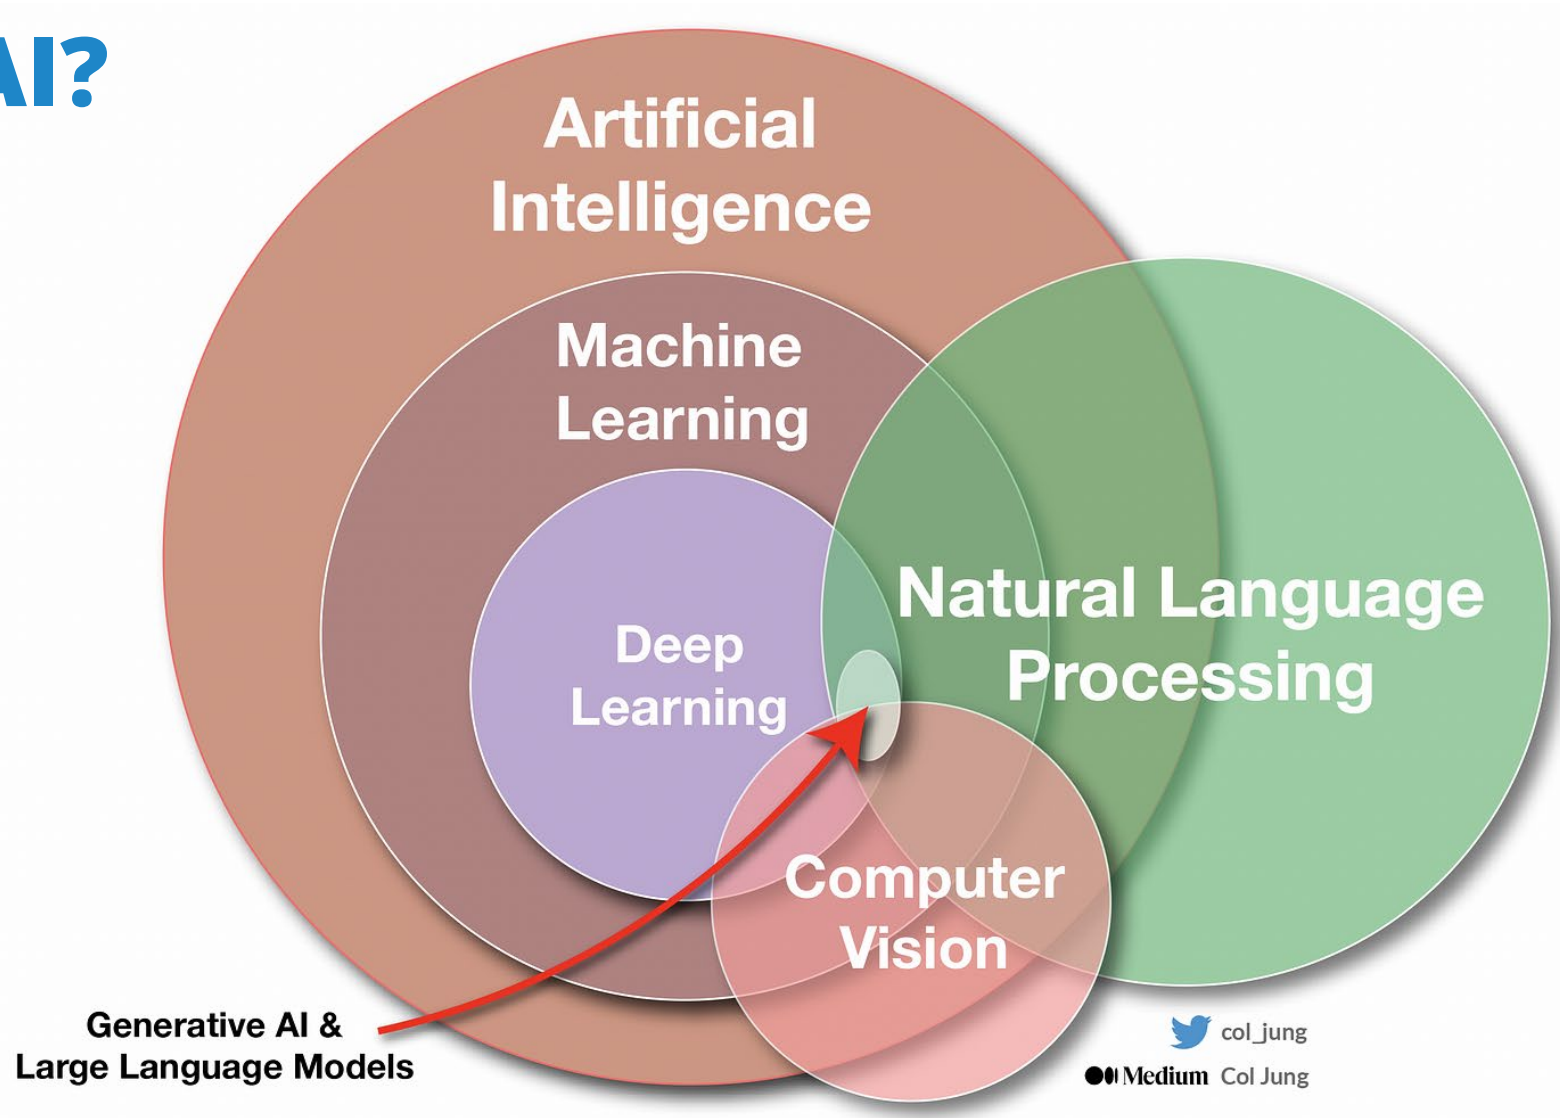 AI?
Artificial
Intelligence
Machine
Learning
Deep
Learning
Natural Language
Processing
Computer
Vision
Generative AI &
Large Language Models
col_jung
Medium Col Jung